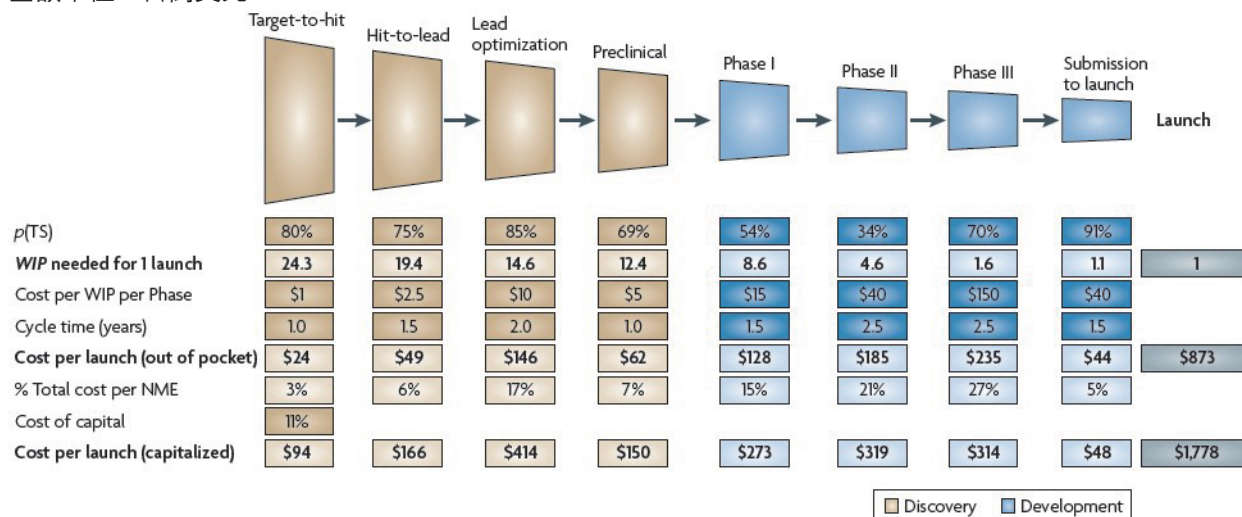 Target-to-hit
Hit-to-lead
Lead
optimization
Preclinical
Phase I
Phase II
Phase III
Submission
to launch
Launch
p(TS) 80% 75% 85% 69% 54% 34% 70% 91%
WIP needed for 1 launch 24.3 19.4 14.6 12.4 8.6 4.6 1.6 1.1 1
Cost per WIP per Phase $1 $2.5 $10 $5 $15 $40 $150 $40
Cycle time (years) 1.0 1.5 2.0 1.0 1.5 2.5 2.5 1.5
Cost per launch (out of pocket) $24 $49 $146 $62 $128 $185 $235 $44 $873
% Total cost per NME 3% 6% 17% 7% 15% 21% 27% 5%
Cost of capital 11%
Cost per launch (capitalized) $94 $166 $414 $150 $273 $319 $314 $48 $1,778
Discovery Development